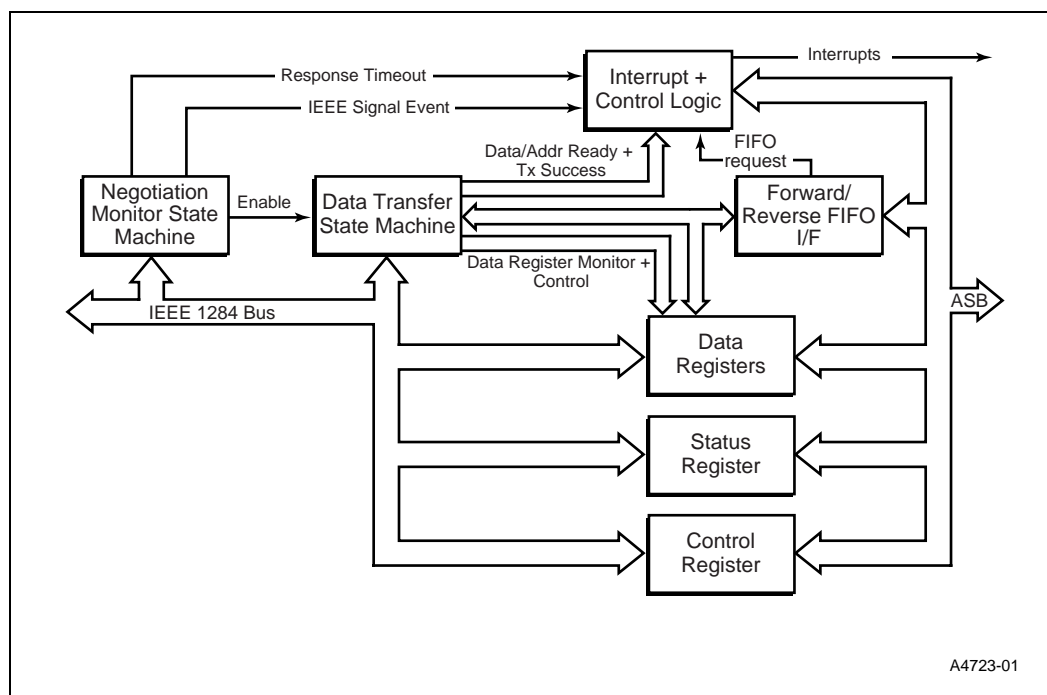 Interrupts
Response Timeout
Interrupt +
Control Logic
IEEE Signal Event
Data/Addr Ready +
Tx Success
FIFO
request
Negotiation
Monitor State
Machine
Enable
Data Transfer
State Machine
Forward/
Reverse FIFO
I/F
Data Register Monitor +
Control
IEEE 1284 Bus
ASB
Data
Registers
Status
Register
Control
Register
A4723-01